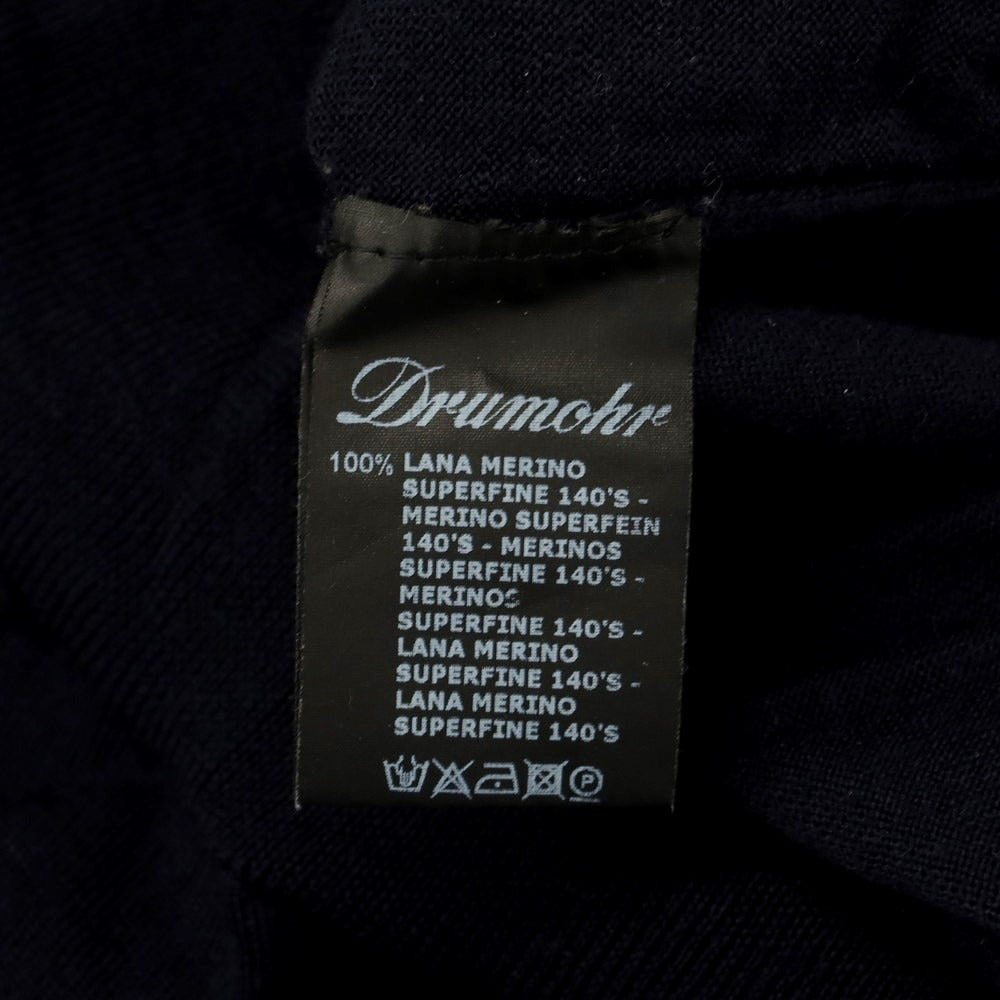 Drumohr
100% LANA MERINO
SUPERFINE 140'S -
MERINO SUPERFEIN
140'S - MERINOS
SUPERFINE 140'S -
MERINOS
SUPERFINE 140'S -
LANA MERINO
SUPERFINE 140'S -
LANA MERINO
SUPERFINE 140'S
P